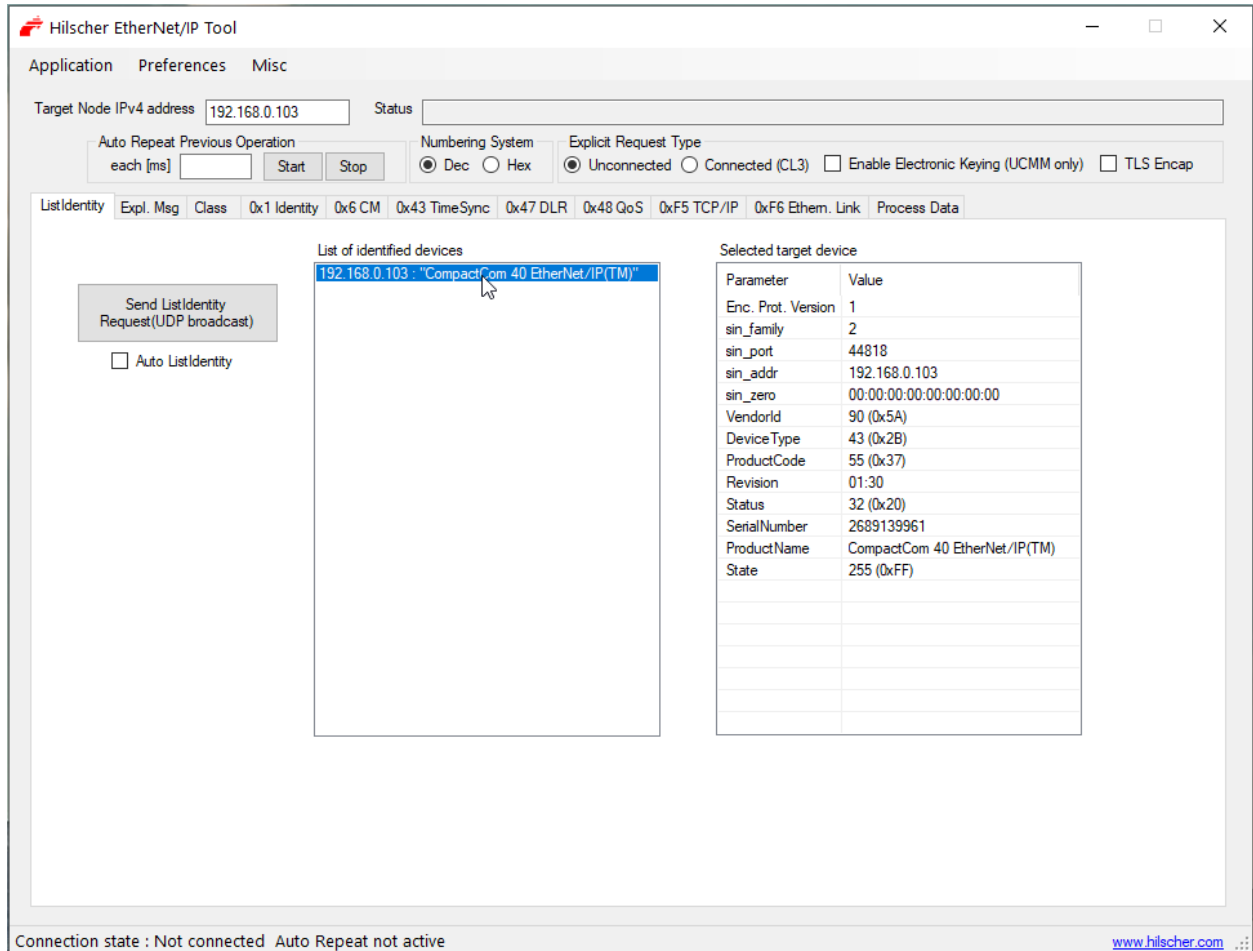 Hilscher EtherNet/IP Tool
Application Preferences Misc
Target Node IPv4 address 192.168.0.103 Status
Auto Repeat Previous Operation Numbering System Explicit Request Type
each [ms] Start Stop Dec Hex Unconnected Connected (CL3) Enable Electronic Keying (UCMM only) TLS Encap
ListIdentity Expl. Msg Class 0x1 Identity 0x6 CM 0x43 TimeSync 0x47 DLR 0x48 QoS 0xF5 TCP/IP 0xF6 Ethern. Link Process Data
List of identified devices Selected target device
192.168.0.103 : "CompactCom 40 EtherNet/IP(TM)"
Send ListIdentity
Request(UDP broadcast)
Auto ListIdentity
Parameter Value
Enc. Prot. Version 1
sin_family 2
sin_port 44818
sin_addr 192.168.0.103
sin_zero 00:00:00:00:00:00:00:00
VendorId 90 (0x5A)
DeviceType 43 (0x2B)
ProductCode 55 (0x37)
Revision 01:30
Status 32 (0x20)
SerialNumber 2689139961
ProductName CompactCom 40 EtherNet/IP(TM)
State 255 (0xFF)
Connection state : Not connected Auto Repeat not active www.hilscher.com